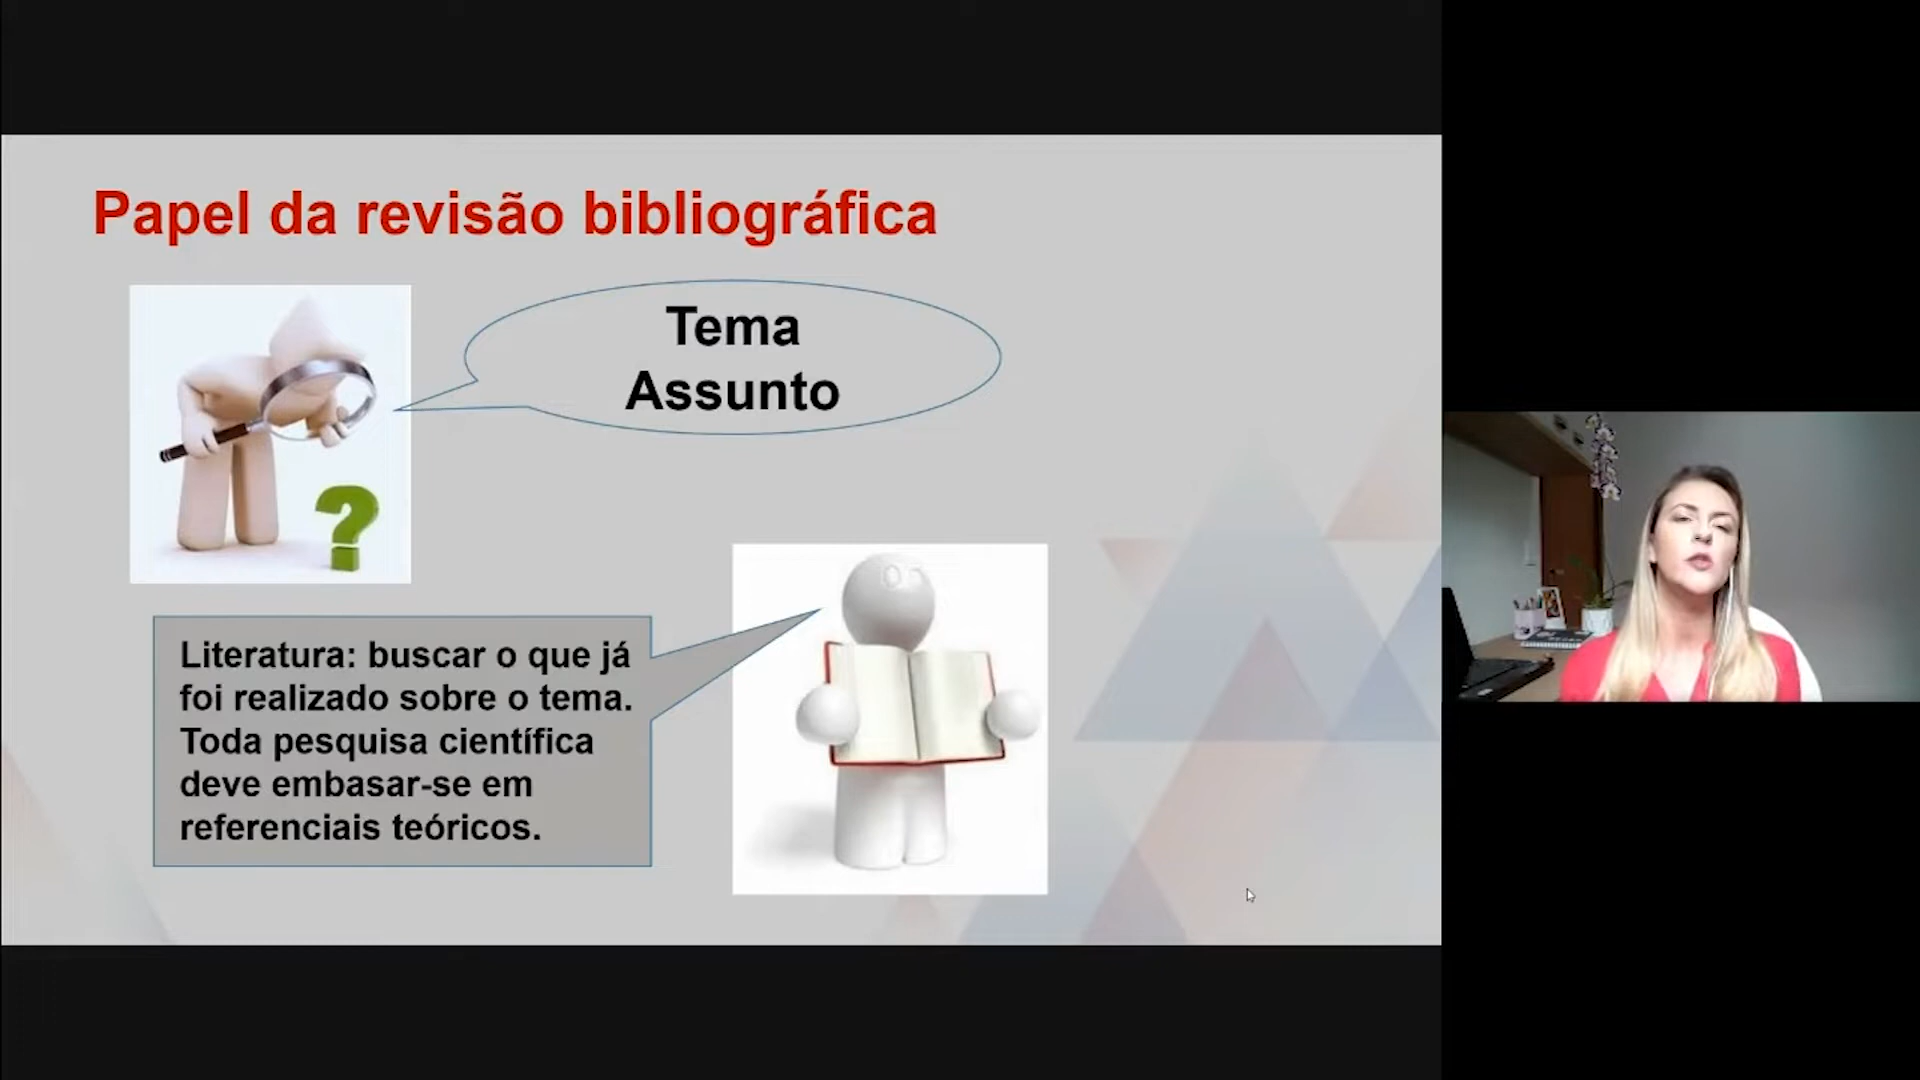 Papel da revisão bibliográfica
Tema
Assunto
?
Literatura: buscar o que já
foi realizado sobre o tema.
Toda pesquisa científica
deve embasar-se em
referenciais teóricos.